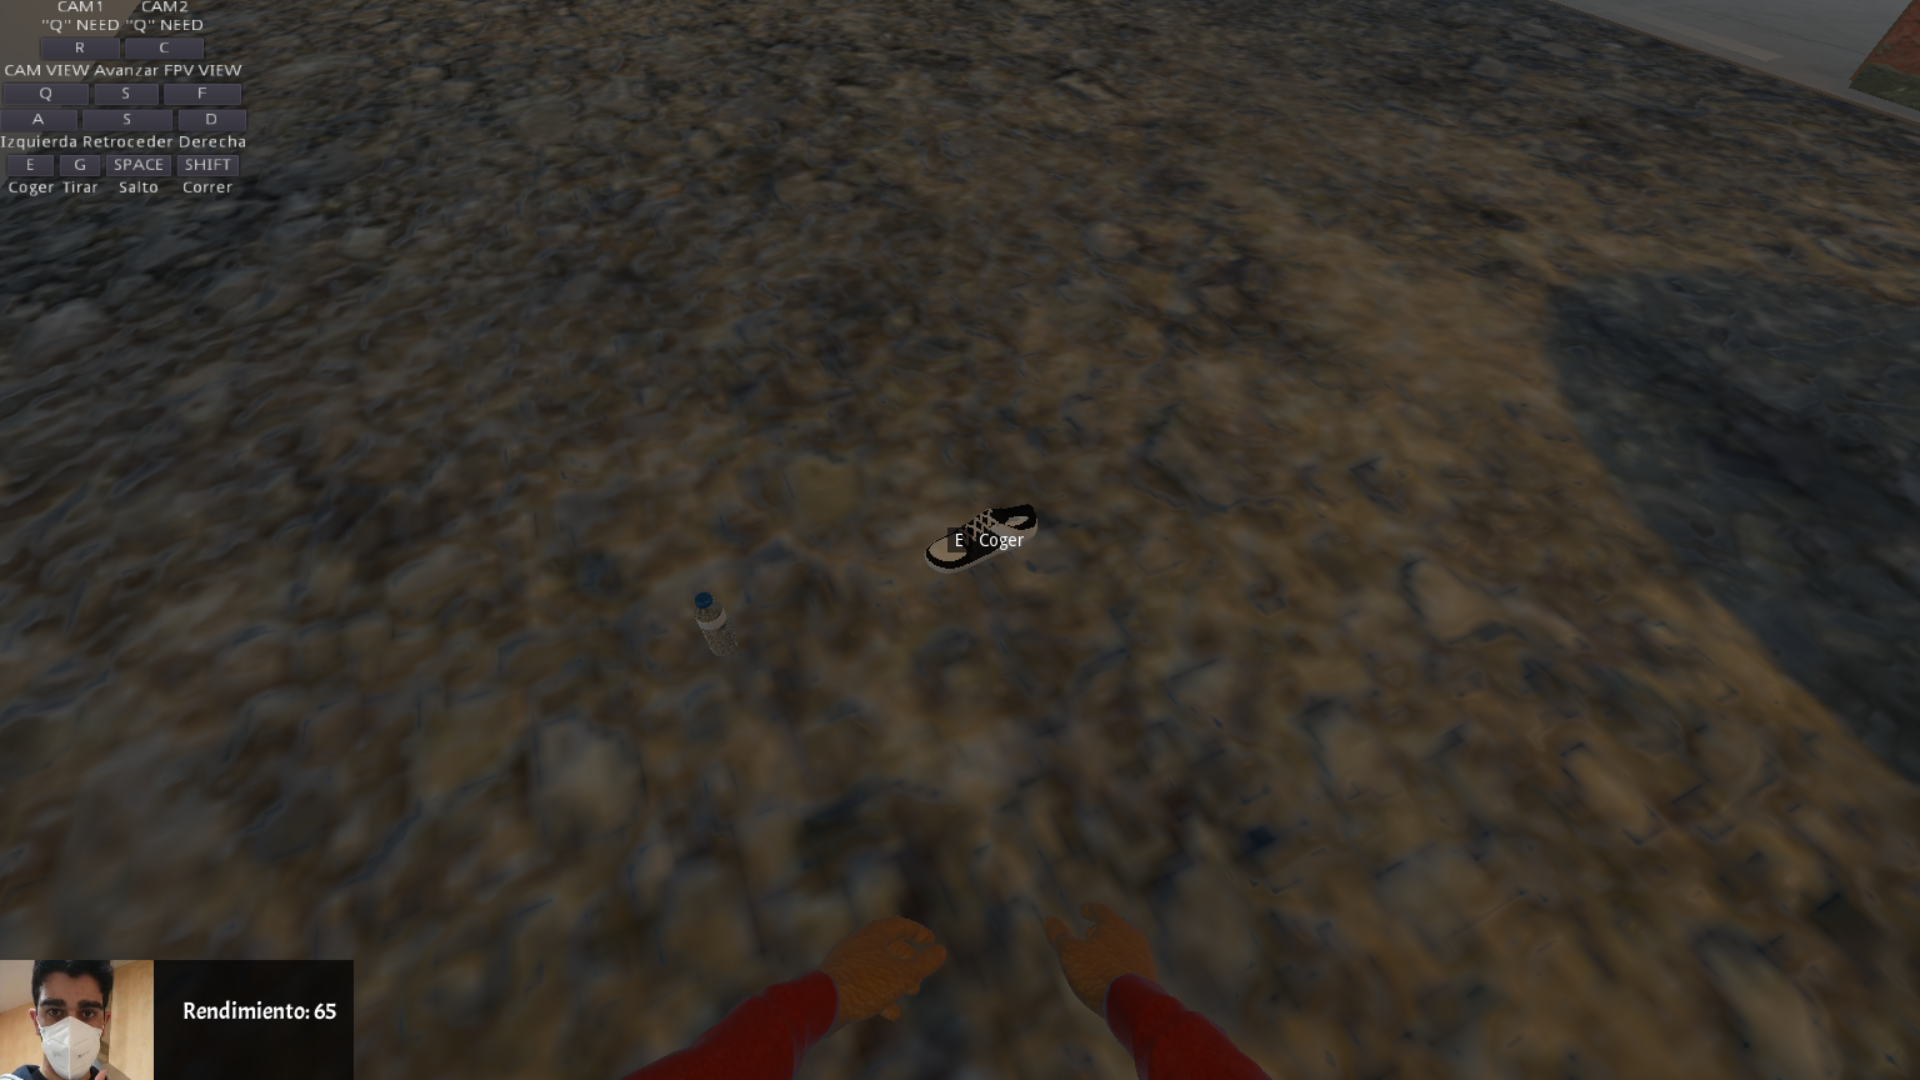 CAM1 CAM2
"Q" NEED "Q" NEED
R C
CAM VIEW Avanzar FPV VIEW
Q S F
A S D
Izquierda Retroceder Derecha
E G SPACE SHIFT
Coger Tirar Salto Correr
E Coger
Rendimiento: 65